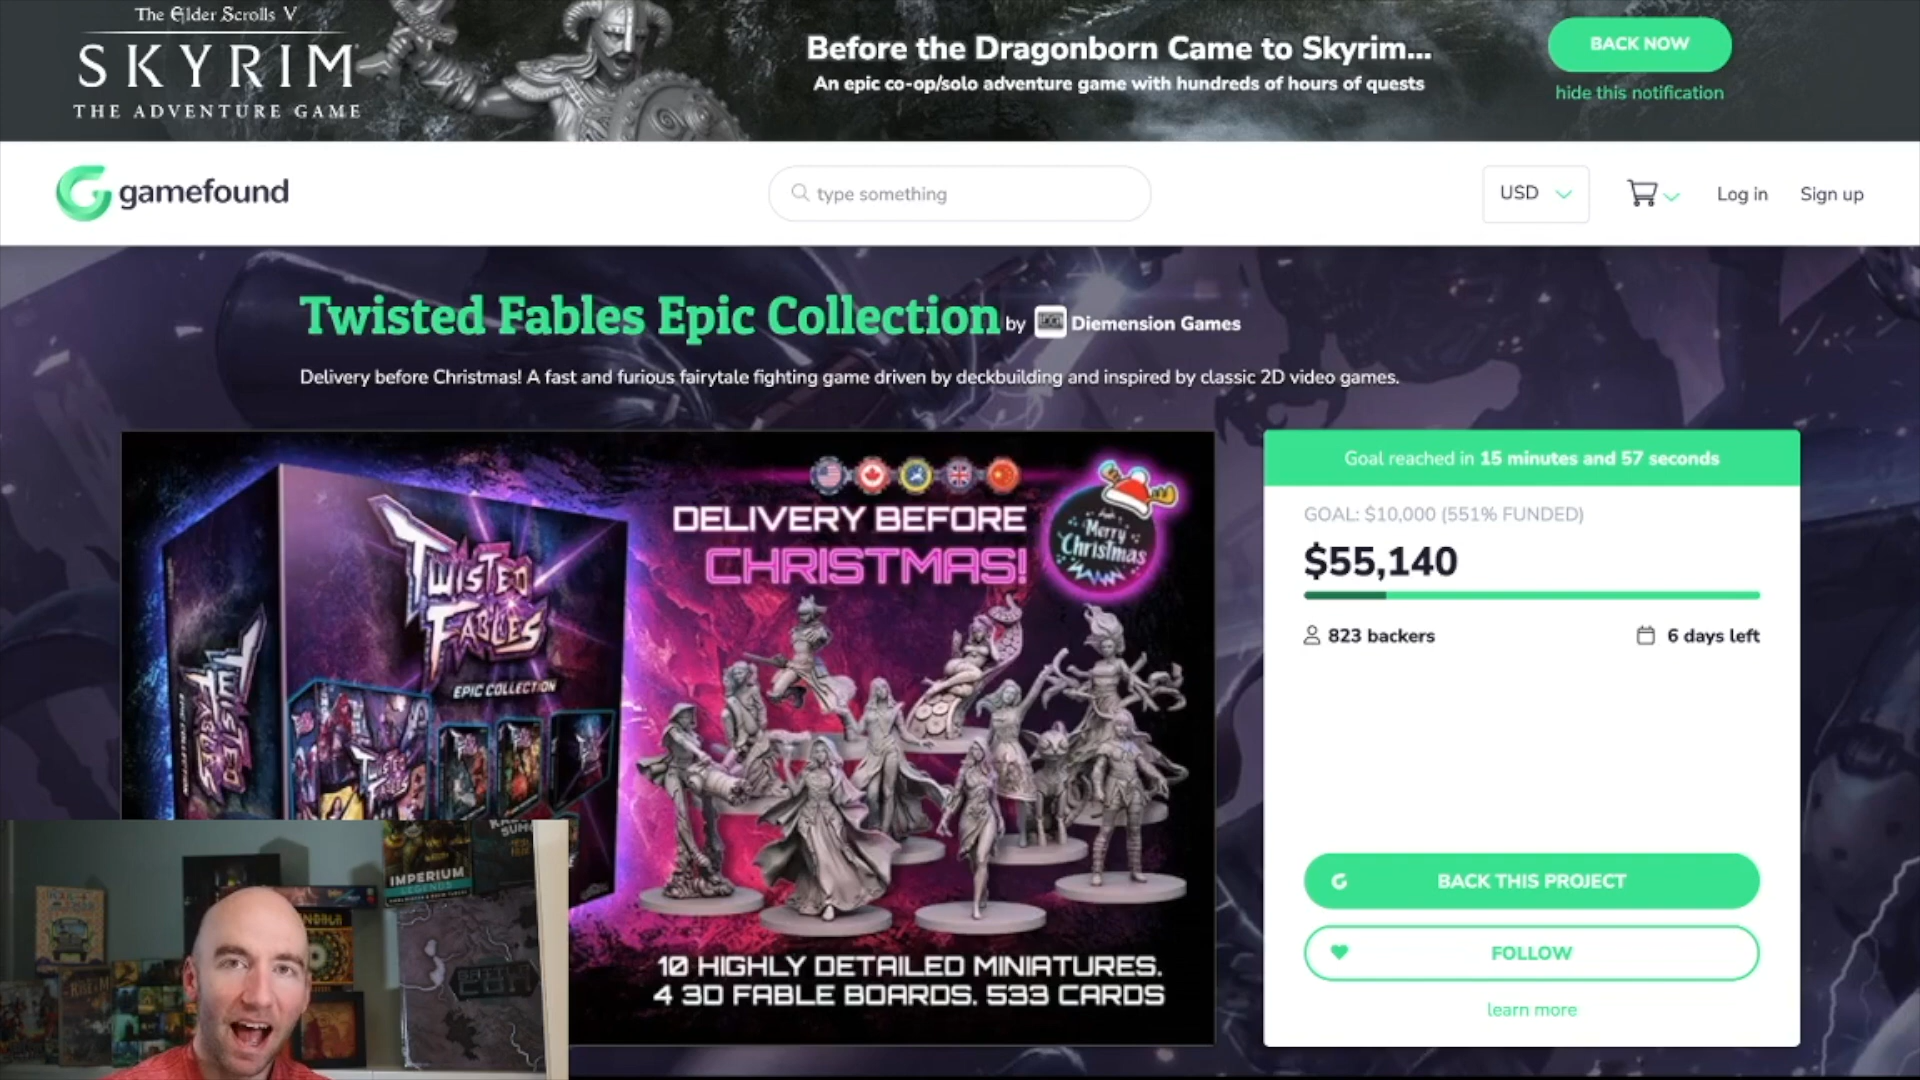 The Elder Scrolls V
SKYRIM
THE ADVENTURE GAME
Before the Dragonborn Came to Skyrim...
An epic co-op/solo adventure game with hundreds of hours of quests
BACK NOW
hide this notification
gamefound
type something
USD
Log in
Sign up
Twisted Fables Epic Collection by Diemension Games
Delivery before Christmas! A fast and furious fairytale fighting game driven by deckbuilding and inspired by classic 2D video games.
DELIVERY BEFORE
CHRISTMAS!
Merry
Christmas
TWISTED
FABLES
EPIC COLLECTION
TWISTED
FABLES
EPIC COLLECTION
10 HIGHLY DETAILED MINIATURES.
4 3D FABLE BOARDS. 533 CARDS
Goal reached in 15 minutes and 57 seconds
GOAL: $10,000 (551% FUNDED)
$55,140
823 backers
6 days left
BACK THIS PROJECT
FOLLOW
learn more
IMPERIUM
LEGENDS